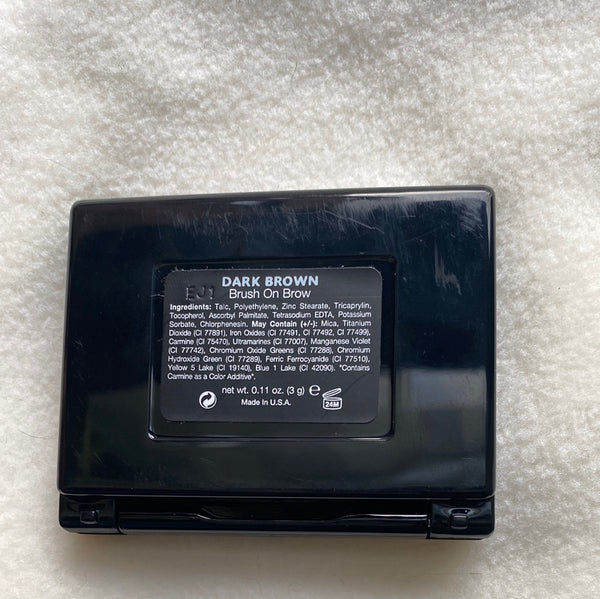 DARK BROWN
EJ1
Brush On Brow
Ingredients: Talc, Polyethylene, Zinc Stearate, Tricaprylin,
Tocopherol, Ascorbyl Palmitate, Tetrasodium EDTA, Potassium
Sorbate, Chlorphenesin. May Contain (+/-): Mica, Titanium
Dioxide (CI 77891), Iron Oxides (CI 77491, CI 77492, CI 77499),
Carmine (CI 75470), Ultramarines (CI 77007), Manganese Violet
(CI 77742), Chromium Oxide Greens (CI 77288), Chromium
Hydroxide Green (CI 77289), Ferric Ferrocyanide (CI 77510),
Yellow 5 Lake (CI 19140), Blue 1 Lake (CI 42090). *Contains
Carmine as a Color Additive*.
net wt. 0.11 oz. (3 g) e
24M
Made In U.S.A.